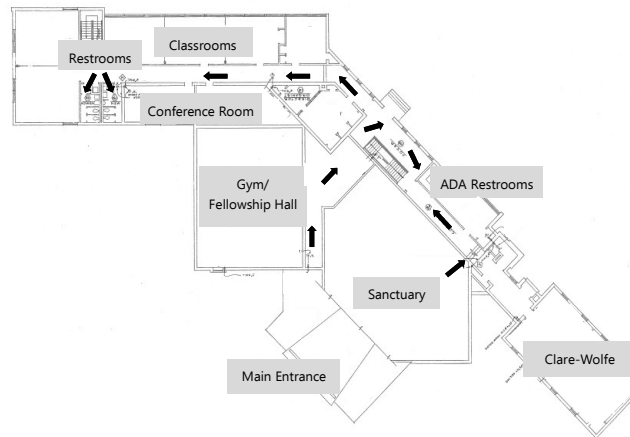 Classrooms
Restrooms
Conference Room
Gym/
Fellowship Hall
ADA Restrooms
Sanctuary
Main Entrance
Clare-Wolfe